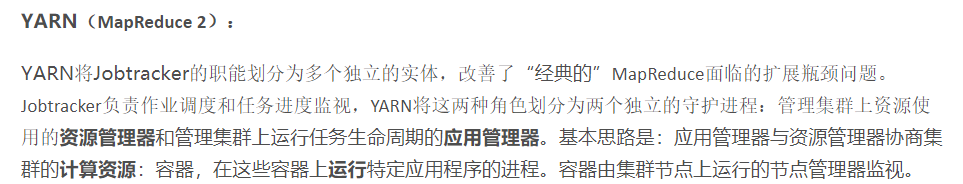 YARN（MapReduce 2）：
YARN将Jobtracker的职能划分为多个独立的实体，改善了“经典的”MapReduce面临的扩展瓶颈问题。
Jobtracker负责作业调度和任务进度监视，YARN将这两种角色划分为两个独立的守护进程：管理集群上资源使
用的资源管理器和管理集群上运行任务生命周期的应用管理器。基本思路是：应用管理器与资源管理器协商集
群的计算资源：容器，在这些容器上运行特定应用程序的进程。容器由集群节点上运行的节点管理器监视。